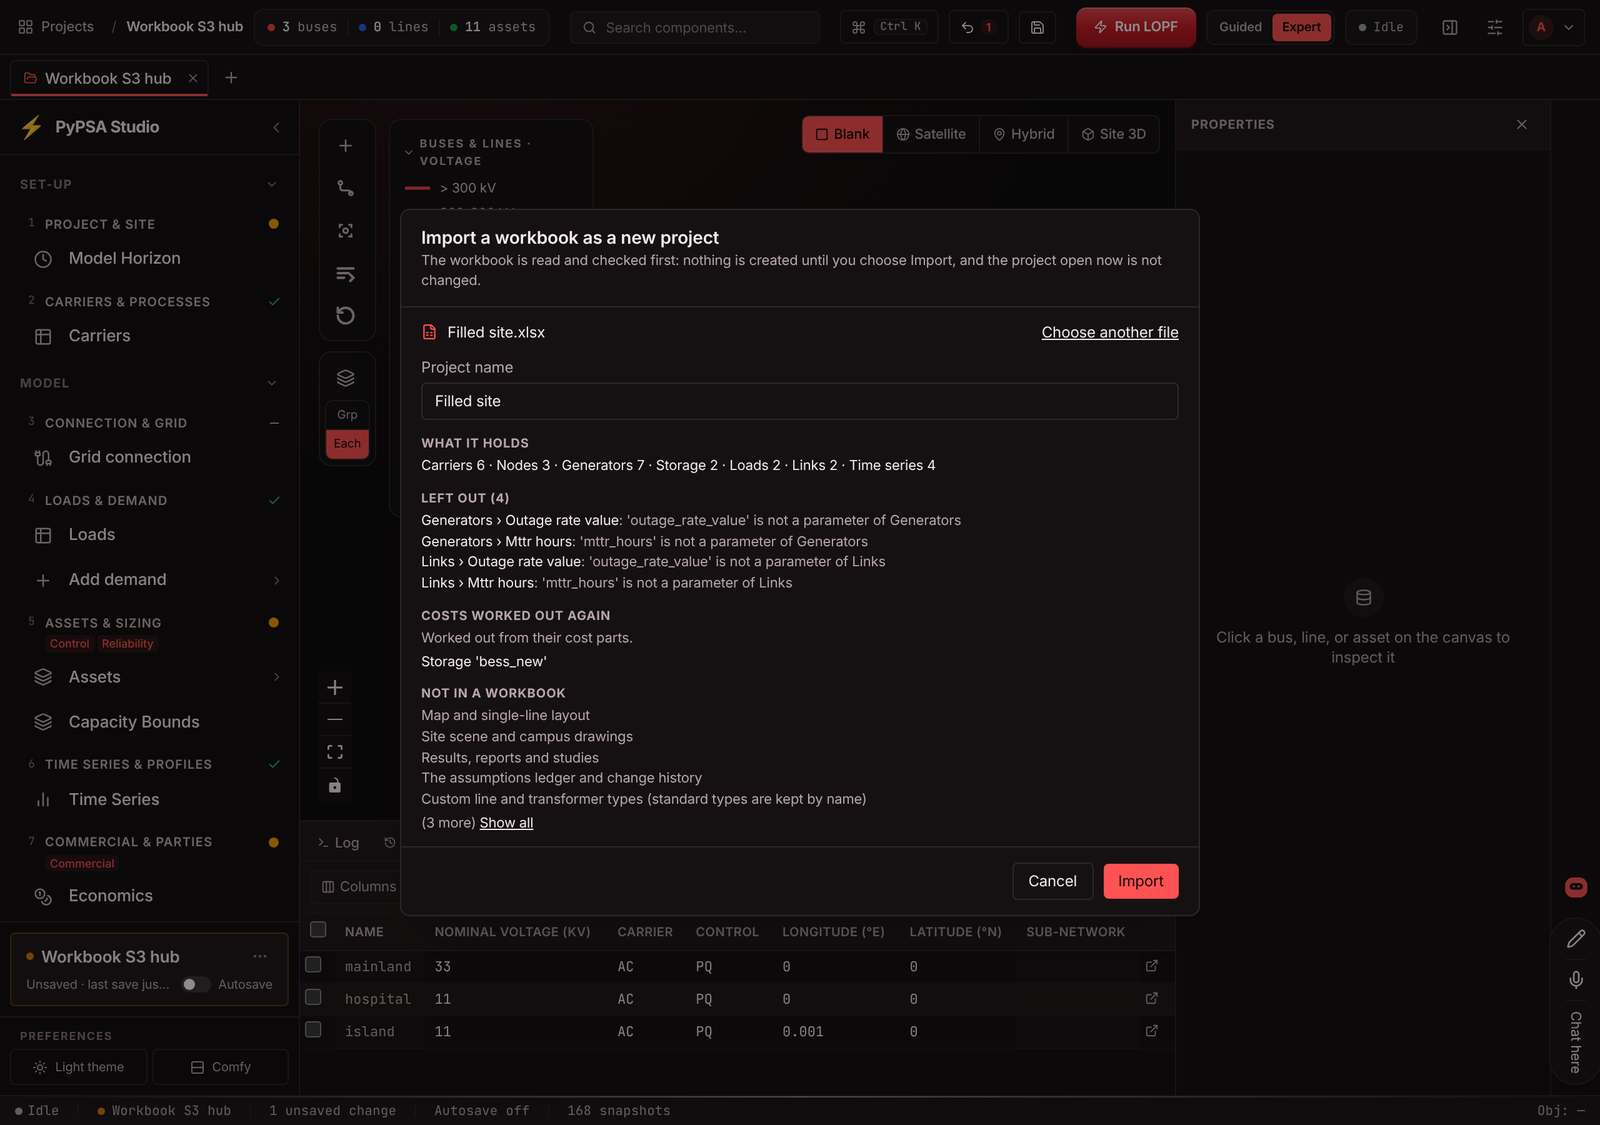 Projects / Workbook S3 hub
3 buses
0 lines
11 assets
Search components...
Ctrl K
1
Run LOPF
Guided
Expert
Idle
A
Workbook S3 hub
PyPSA Studio
SET-UP
1 PROJECT & SITE
Model Horizon
2 CARRIERS & PROCESSES
Carriers
MODEL
3 CONNECTION & GRID
Grid connection
4 LOADS & DEMAND
Loads
Add demand
5 ASSETS & SIZING
Control Reliability
Assets
Capacity Bounds
6 TIME SERIES & PROFILES
Time Series
7 COMMERCIAL & PARTIES
Commercial
Economics
Workbook S3 hub
Unsaved · last save jus...
Autosave
PREFERENCES
Light theme
Comfy
Grp
Each
BUSES & LINES ·
VOLTAGE
> 300 kV
Blank
Satellite
Hybrid
Site 3D
PROPERTIES
Click a bus, line, or asset on the canvas to
inspect it
Import a workbook as a new project
The workbook is read and checked first: nothing is created until you choose Import, and the project open now is not
changed.
Filled site.xlsx
Choose another file
Project name
Filled site
WHAT IT HOLDS
Carriers 6 · Nodes 3 · Generators 7 · Storage 2 · Loads 2 · Links 2 · Time series 4
LEFT OUT (4)
Generators › Outage rate value: 'outage_rate_value' is not a parameter of Generators
Generators › Mttr hours: 'mttr_hours' is not a parameter of Generators
Links › Outage rate value: 'outage_rate_value' is not a parameter of Links
Links › Mttr hours: 'mttr_hours' is not a parameter of Links
COSTS WORKED OUT AGAIN
Worked out from their cost parts.
Storage 'bess_new'
NOT IN A WORKBOOK
Map and single-line layout
Site scene and campus drawings
Results, reports and studies
The assumptions ledger and change history
Custom line and transformer types (standard types are kept by name)
(3 more) Show all
Cancel
Import
Log
Columns
NAME NOMINAL VOLTAGE (KV) CARRIER CONTROL LONGITUDE (°E) LATITUDE (°N) SUB-NETWORK
mainland 33 AC PQ 0 0
hospital 11 AC PQ 0 0
island 11 AC PQ 0.001 0
Chat here
Idle
Workbook S3 hub
1 unsaved change
Autosave off
168 snapshots
Obj: —